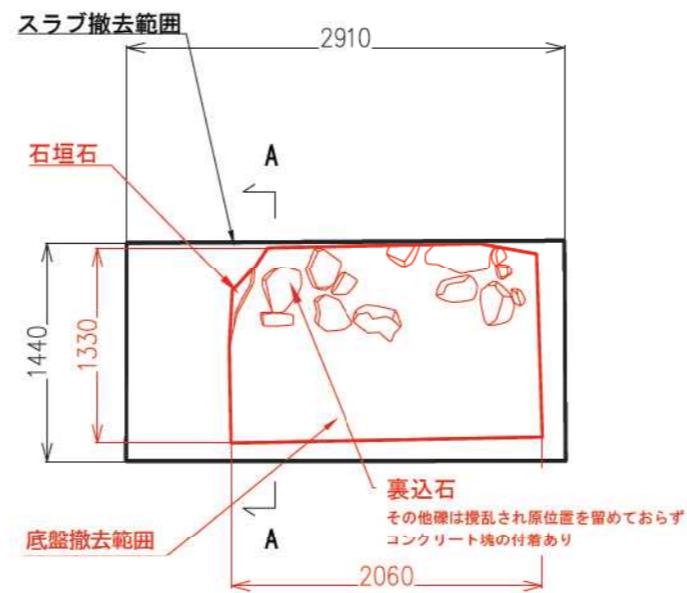 スラブ撤去範囲
2910
石垣石
A
1440
1330
裏込石
その他礫は攪乱され原位置を留めておらず
コンクリート塊の付着あり
底盤撤去範囲
A
2060